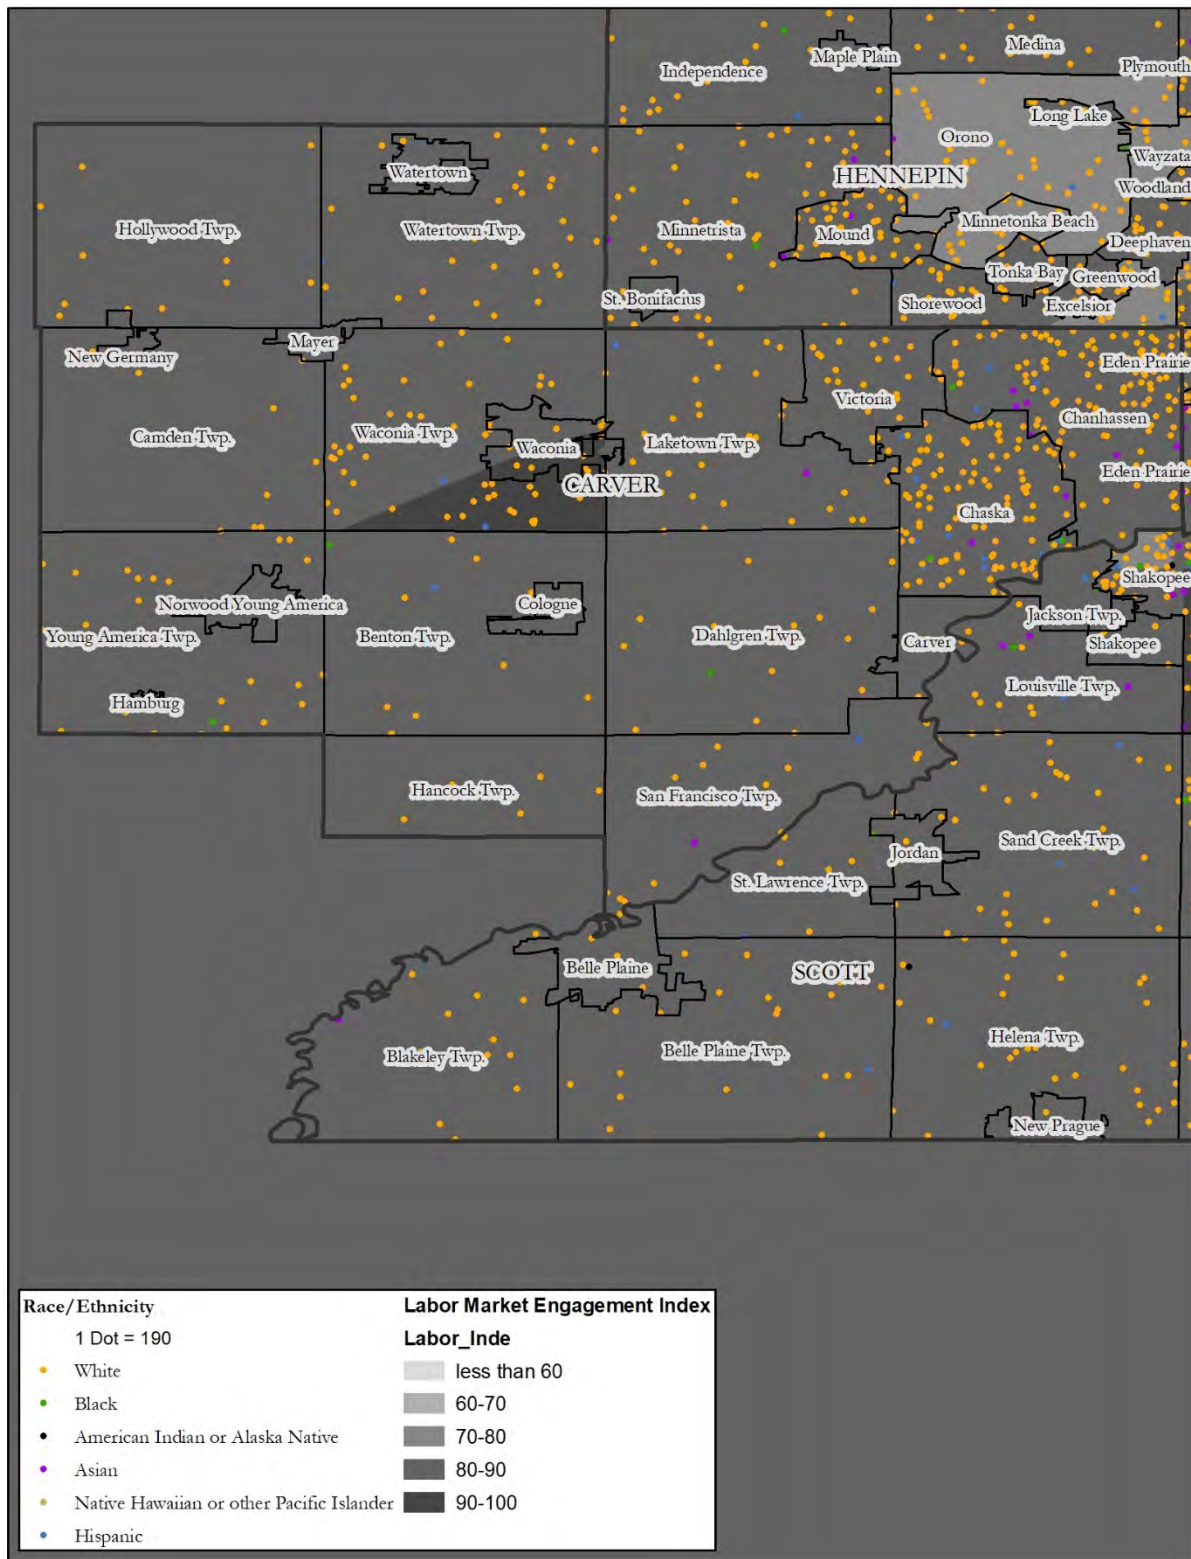 Maple Plain
Medina
Independence
Plymouth
Long Lake
Orono
Wayzata
Watertown
HENNEPIN
Woodland
Hollywood Twp.
Watertown Twp.
Minnetrista
Mound
Minnetonka Beach
Deephaven
Tonka Bay
Greenwood
St. Bonifacius
Shorewood
Excelsior
New Germany
Mayer
Eden Prairie
Victoria
Camden Twp.
Waconia Twp.
Waconia
Laketown Twp.
Chanhassen
CARVER
Eden Prairie
Chaska
Norwood Young America
Cologne
Shakopee
Young America Twp.
Benton Twp.
Dahlgren Twp.
Carver
Jackson Twp.
Shakopee
Hamburg
Louisville Twp.
Hancock Twp.
San Francisco Twp.
Jordan
Sand Creek Twp.
St. Lawrence Twp.
Belle Plaine
SCOTT
Blakeley Twp.
Belle Plaine Twp.
Helena Twp.
New Prague
Race/Ethnicity
1 Dot = 190
White
Black
American Indian or Alaska Native
Asian
Native Hawaiian or other Pacific Islander
Hispanic
Labor Market Engagement Index
Labor_Inde
less than 60
60-70
70-80
80-90
90-100